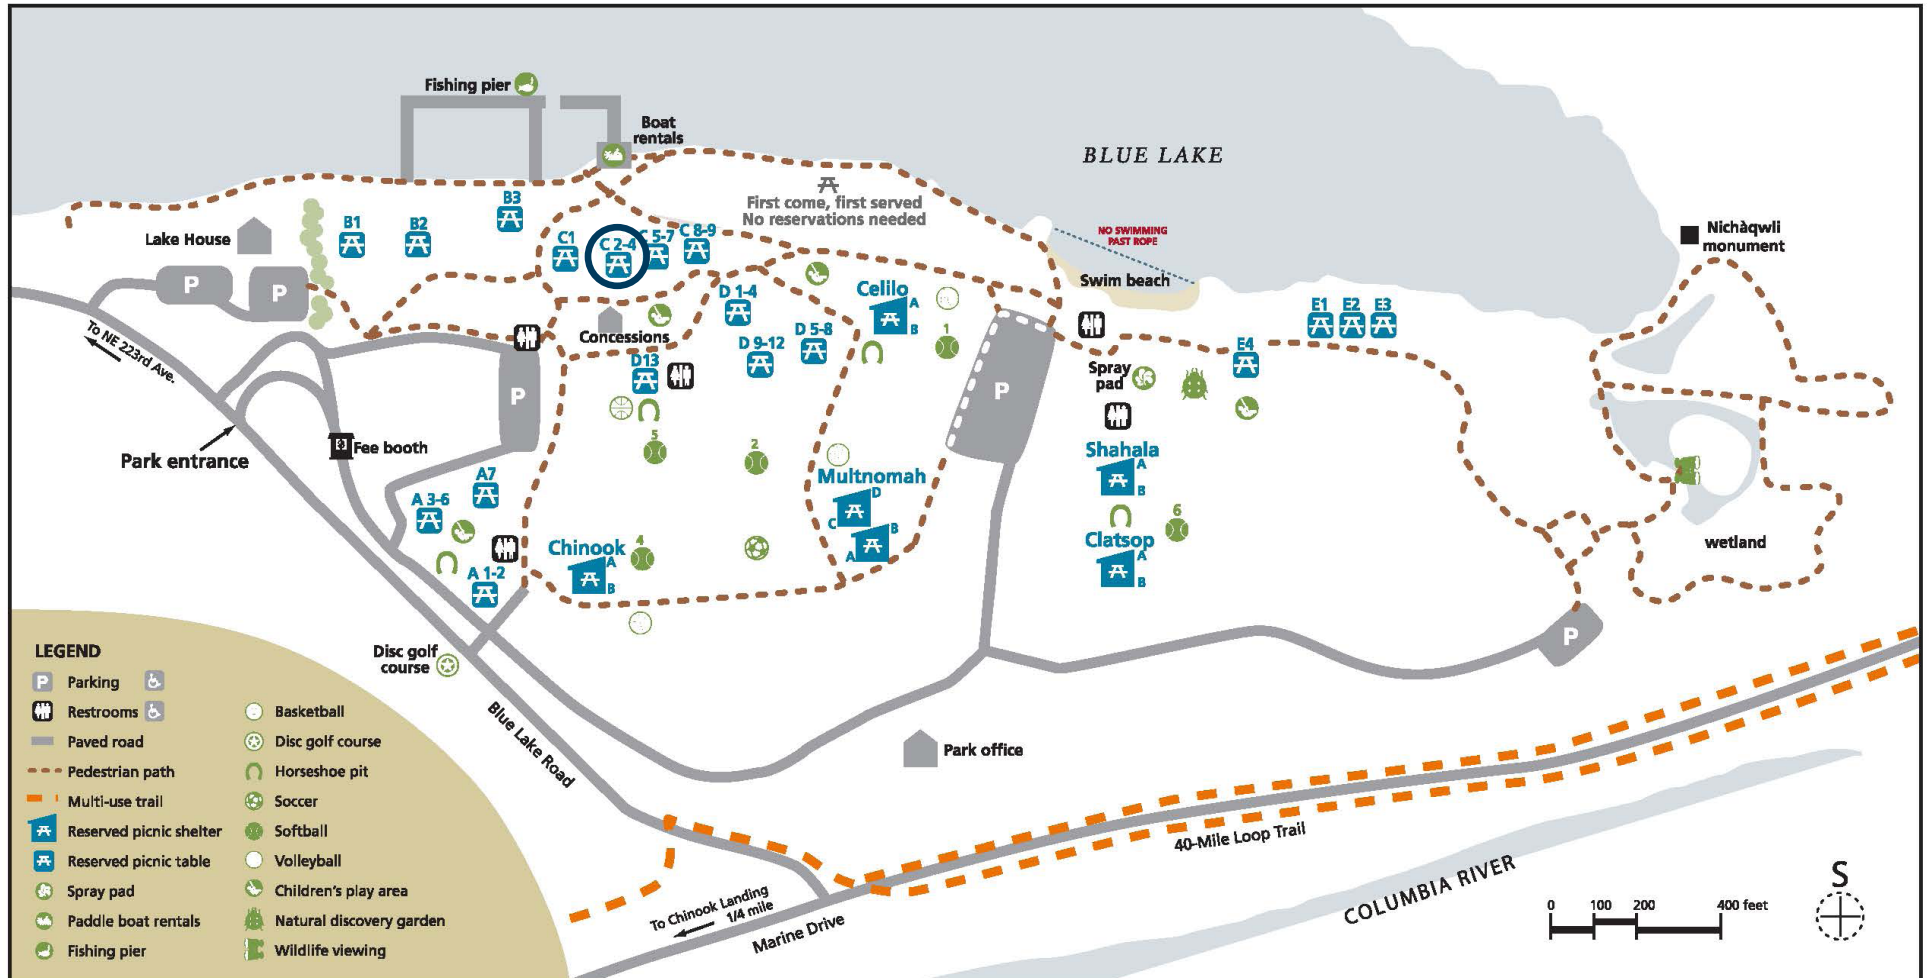 Fishing pier
Boat
rentals
BLUE LAKE
First come, first served
No reservations needed
NO SWIMMING
PAST ROPE
Swim beach
Nichàqwli
monument
Lake House
B1
B2
B3
C1
C 2-4
C 5-7
C 8-9
P
P
To NE 223rd Ave.
Concessions
D 1-4
D 5-8
D 9-12
D13
Celilo
A
B
1
E1
E2
E3
E4
Spray
pad
P
P
Park entrance
Fee booth
5
2
A7
A 3-6
A 1-2
Multnomah
D
C
B
A
Shahala
A
B
6
Clatsop
A
B
Chinook
A
B
4
wetland
P
Disc golf
course
Blue Lake Road
Park office
40-Mile Loop Trail
To Chinook Landing
1/4 mile
Marine Drive
COLUMBIA RIVER
0 100 200 400 feet
S
LEGEND
P Parking
Restrooms
Paved road
Pedestrian path
Multi-use trail
Reserved picnic shelter
Reserved picnic table
Spray pad
Paddle boat rentals
Fishing pier
Basketball
Disc golf course
Horseshoe pit
Soccer
Softball
Volleyball
Children's play area
Natural discovery garden
Wildlife viewing